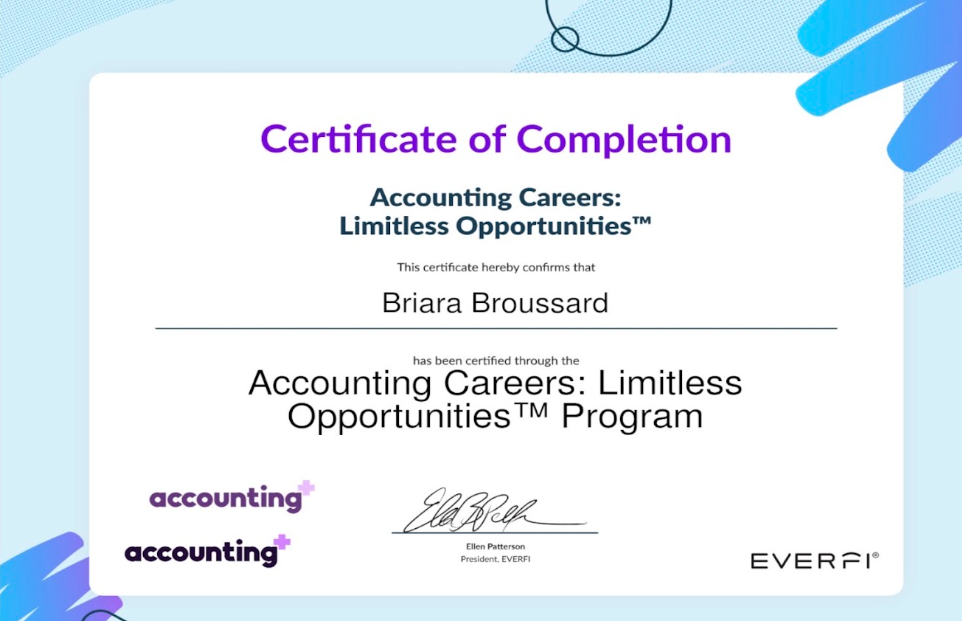 Certificate of Completion
Accounting Careers:
Limitless Opportunities™
This certificate hereby confirms that
Briara Broussard
has been certified through the
Accounting Careers: Limitless
Opportunities™ Program
accounting+
accounting+
Ellen Patterson
President, EVERFI
EVERFI®